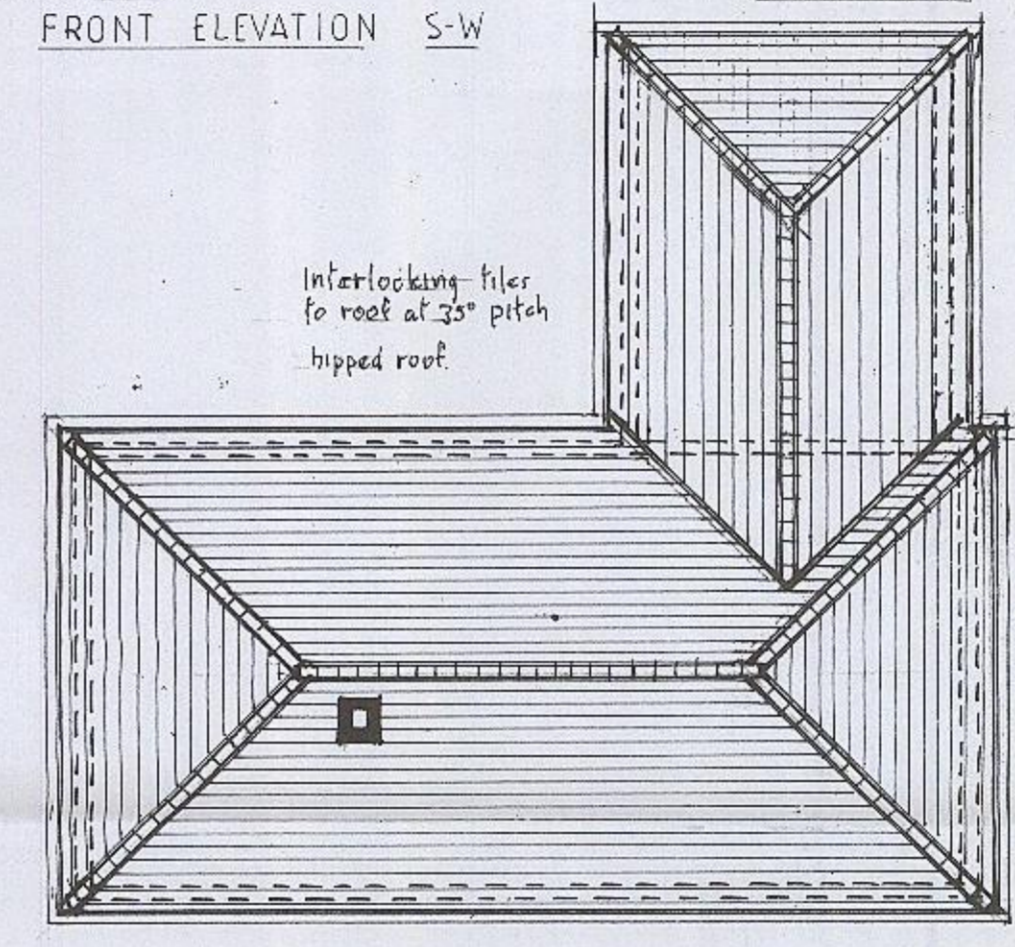 FRONT ELEVATION S-W
Interlocking tiles
to roof at 35° pitch
hipped roof.